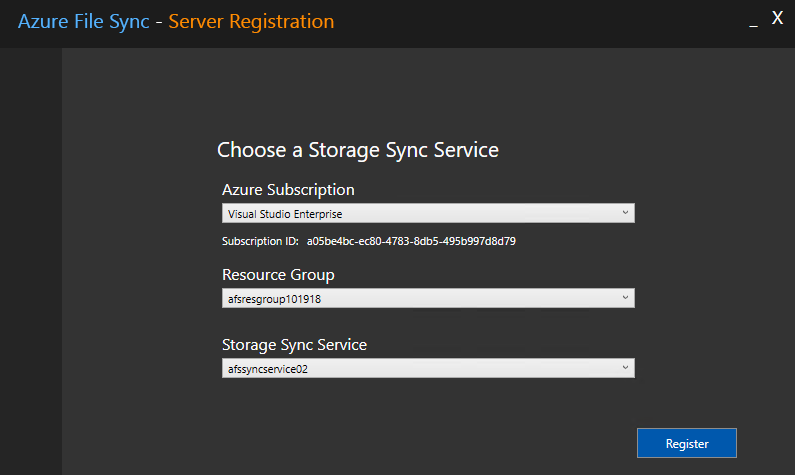 Azure File Sync - Server Registration
_ X
Choose a Storage Sync Service
Azure Subscription
Visual Studio Enterprise
Subscription ID: a05be4bc-ec80-4783-8db5-495b997d8d79
Resource Group
afsresgroup101918
Storage Sync Service
afssyncservice02
Register